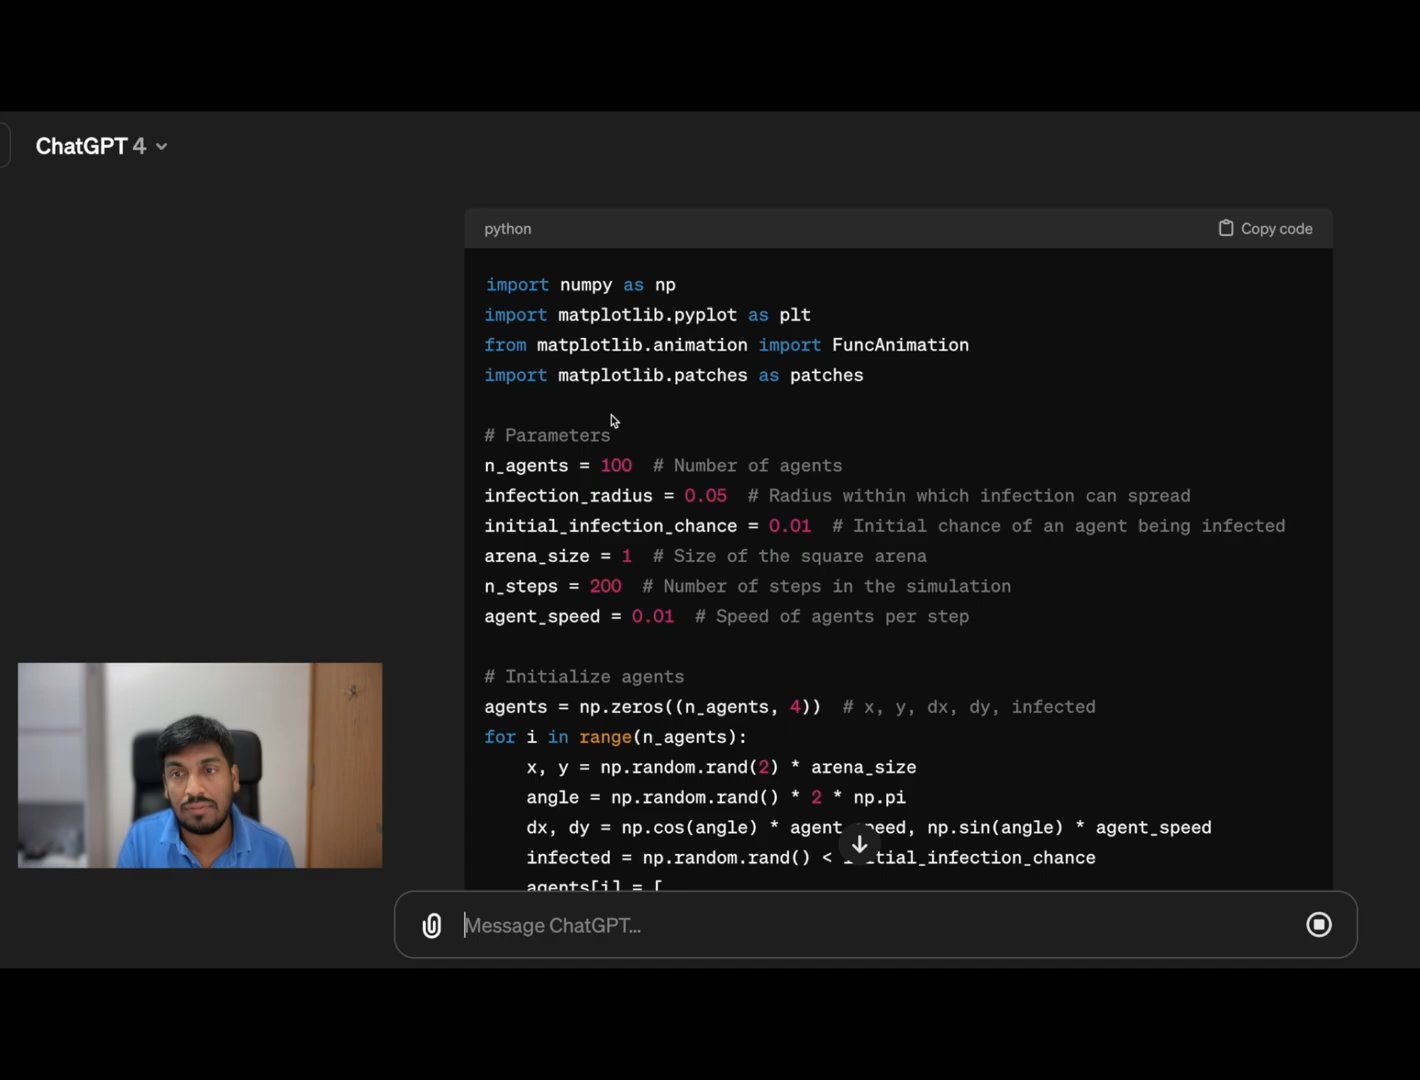 ChatGPT 4
python
Copy code
import numpy as np
import matplotlib.pyplot as plt
from matplotlib.animation import FuncAnimation
import matplotlib.patches as patches
# Parameters
n_agents = 100  # Number of agents
infection_radius = 0.05  # Radius within which infection can spread
initial_infection_chance = 0.01  # Initial chance of an agent being infected
arena_size = 1  # Size of the square arena
n_steps = 200  # Number of steps in the simulation
agent_speed = 0.01  # Speed of agents per step
# Initialize agents
agents = np.zeros((n_agents, 4))  # x, y, dx, dy, infected
for i in range(n_agents):
    x, y = np.random.rand(2) * arena_size
    angle = np.random.rand() * 2 * np.pi
    dx, dy = np.cos(angle) * agent_speed, np.sin(angle) * agent_speed
    infected = np.random.rand() < initial_infection_chance
    agents[i] = [
Message ChatGPT...